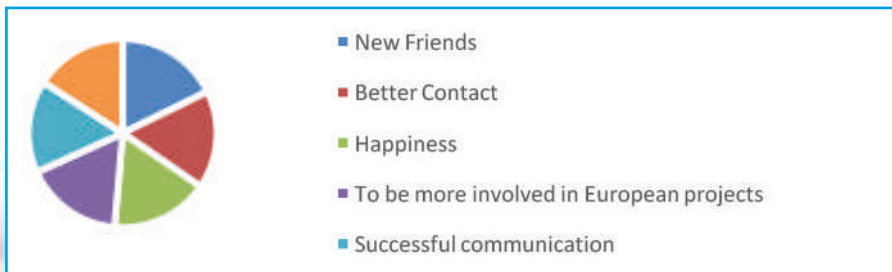 New Friends
Better Contact
Happiness
To be more involved in European projects
Successful communication